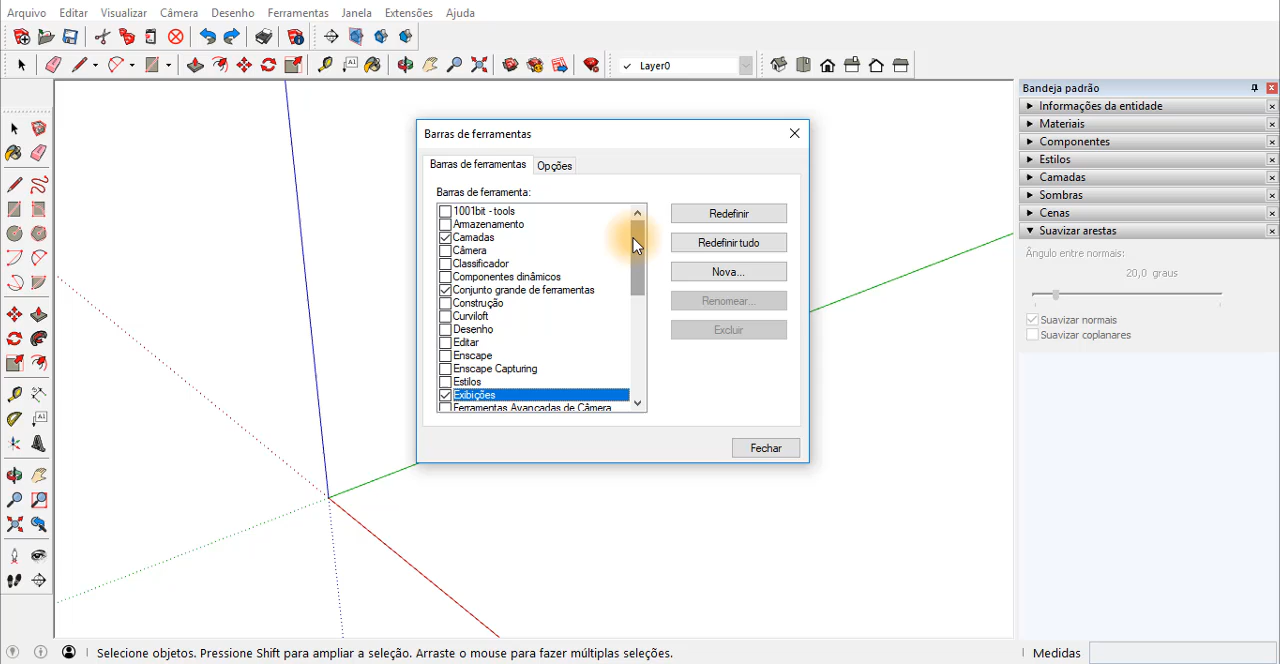 Arquivo Editar Visualizar Câmera Desenho Ferramentas Janela Extensões Ajuda
Layer0
Bandeja padrão
Informações da entidade
Materiais
Componentes
Estilos
Camadas
Sombras
Cenas
Suavizar arestas
Ângulo entre normais:
20,0 graus
Suavizar normais
Suavizar coplanares
Barras de ferramentas
Barras de ferramentas Opções
Barras de ferramenta:
1001bit - tools
Armazenamento
Camadas
Câmera
Classificador
Componentes dinâmicos
Conjunto grande de ferramentas
Construção
Curviloft
Desenho
Editar
Enscape
Enscape Capturing
Estilos
Exibições
Ferramentas Avançadas de Câmera
Redefinir
Redefinir tudo
Nova...
Renomear...
Excluir
Fechar
Selecione objetos. Pressione Shift para ampliar a seleção. Arraste o mouse para fazer múltiplas seleções.
Medidas